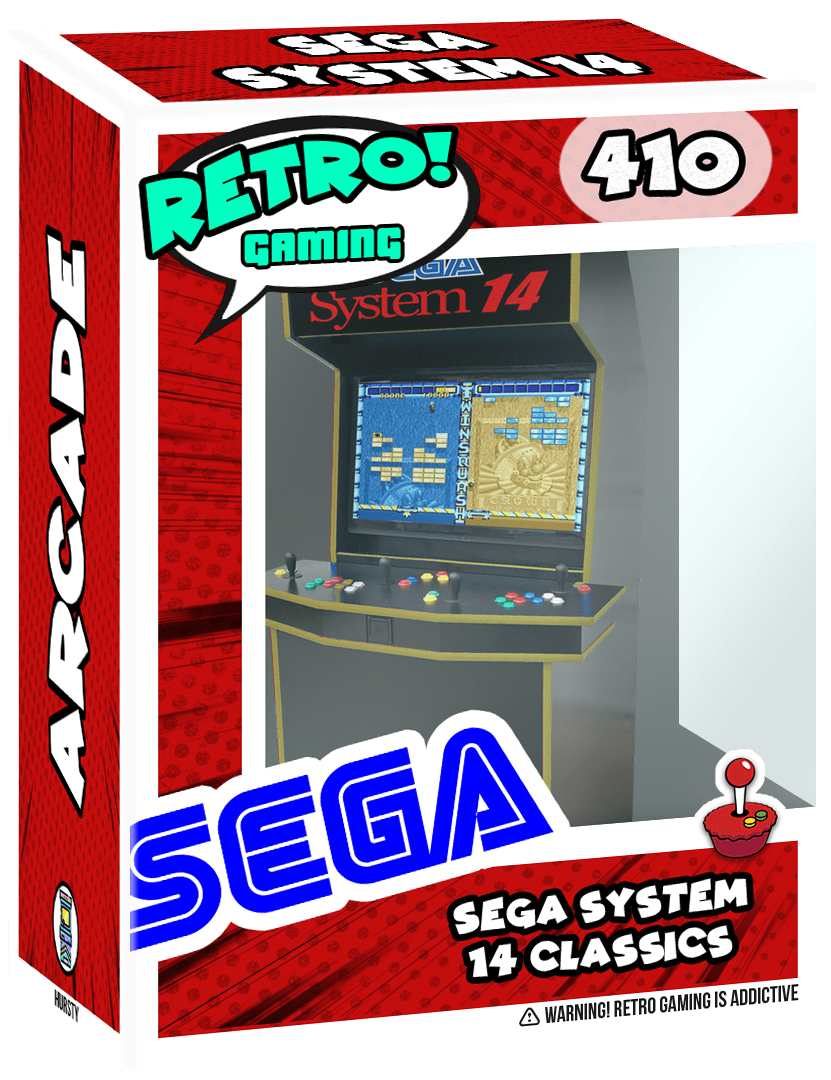 SEGA
SYSTEM 14
RETRO!
GAMING
410
ARCADE
SEGA
System 14
TWINSQUASH
SEGA
SEGA SYSTEM
14 CLASSICS
WARNING! RETRO GAMING IS ADDICTIVE
HURSTY